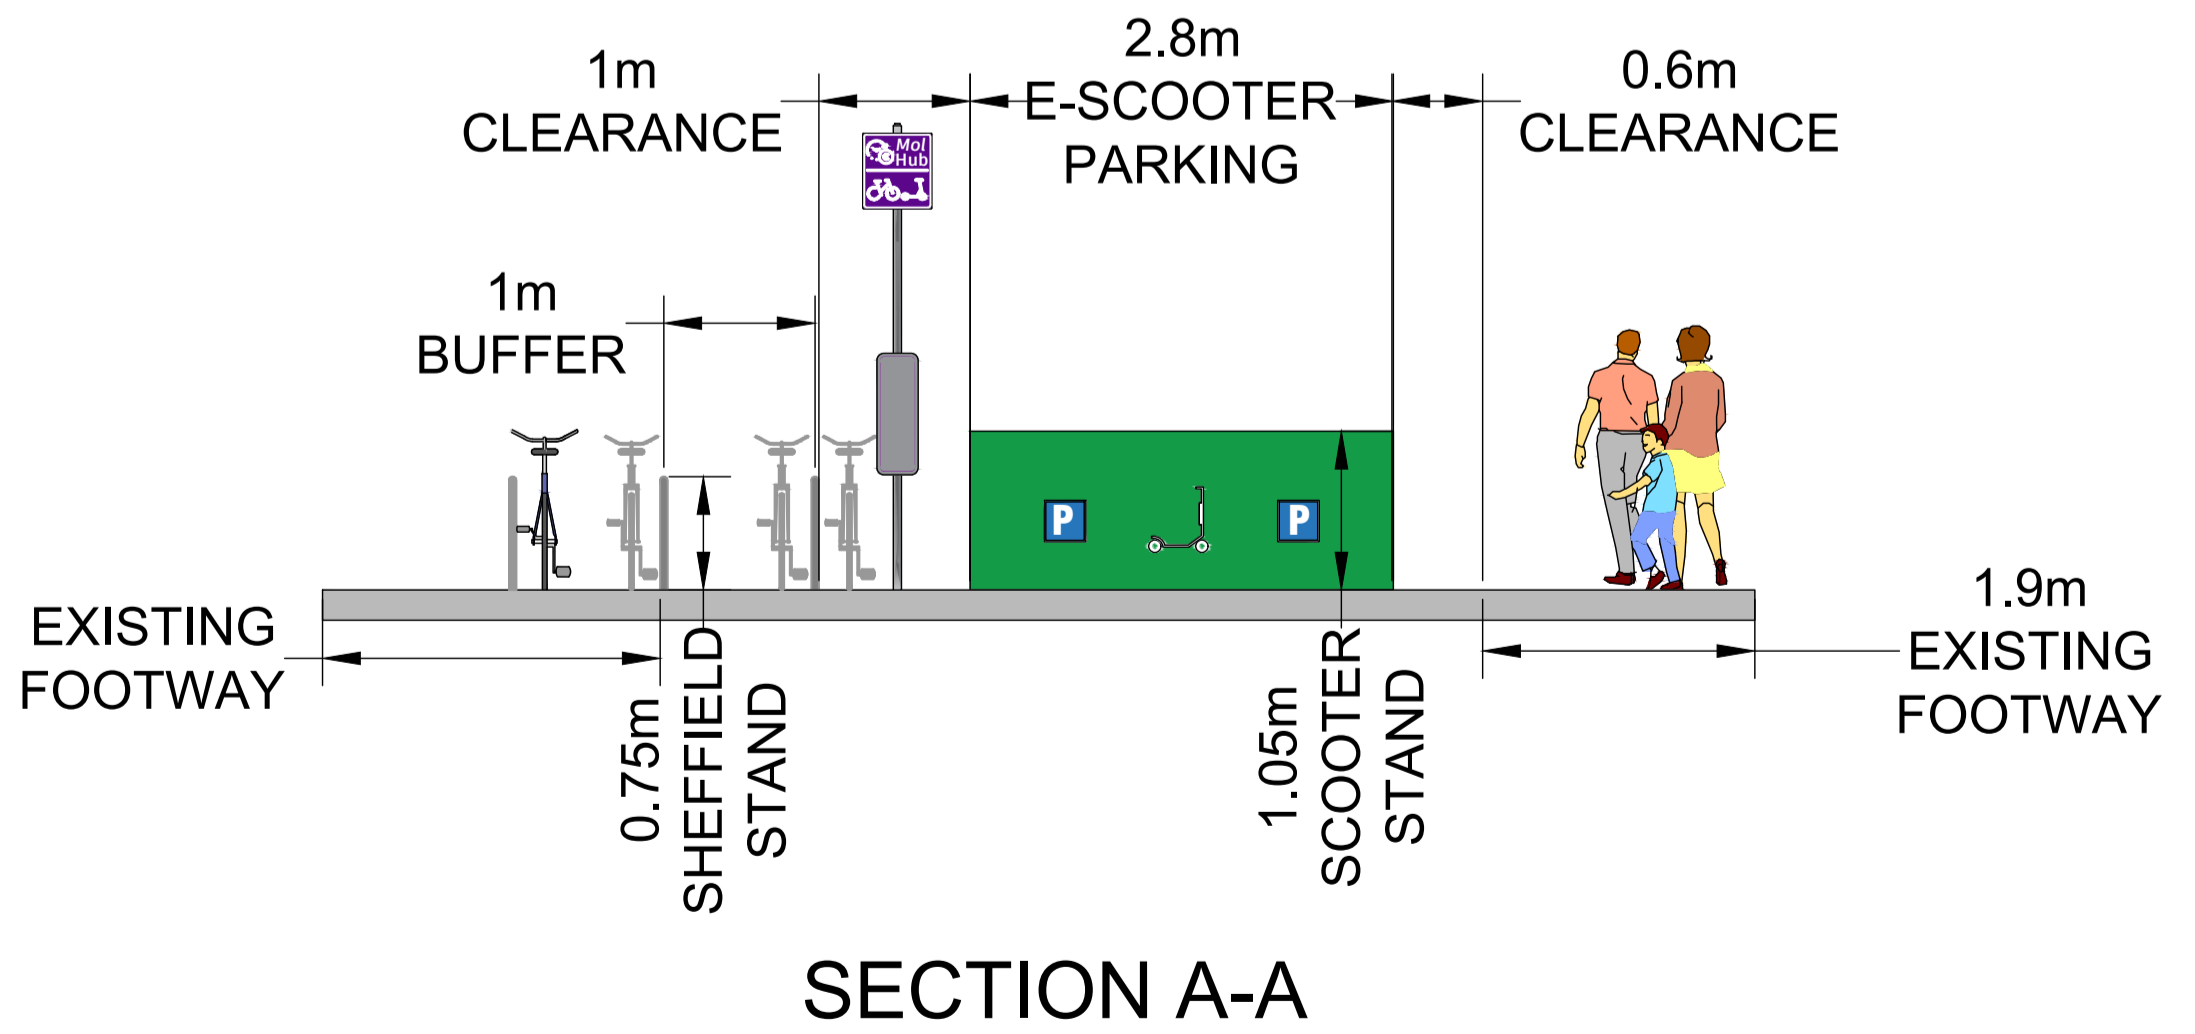 2.8m
E-SCOOTER
PARKING
1m
CLEARANCE
0.6m
CLEARANCE
Mol
Hub
1m
BUFFER
P
P
EXISTING
FOOTWAY
0.75m
SHEFFIELD
STAND
1.05m
SCOOTER
STAND
1.9m
EXISTING
FOOTWAY
SECTION A-A